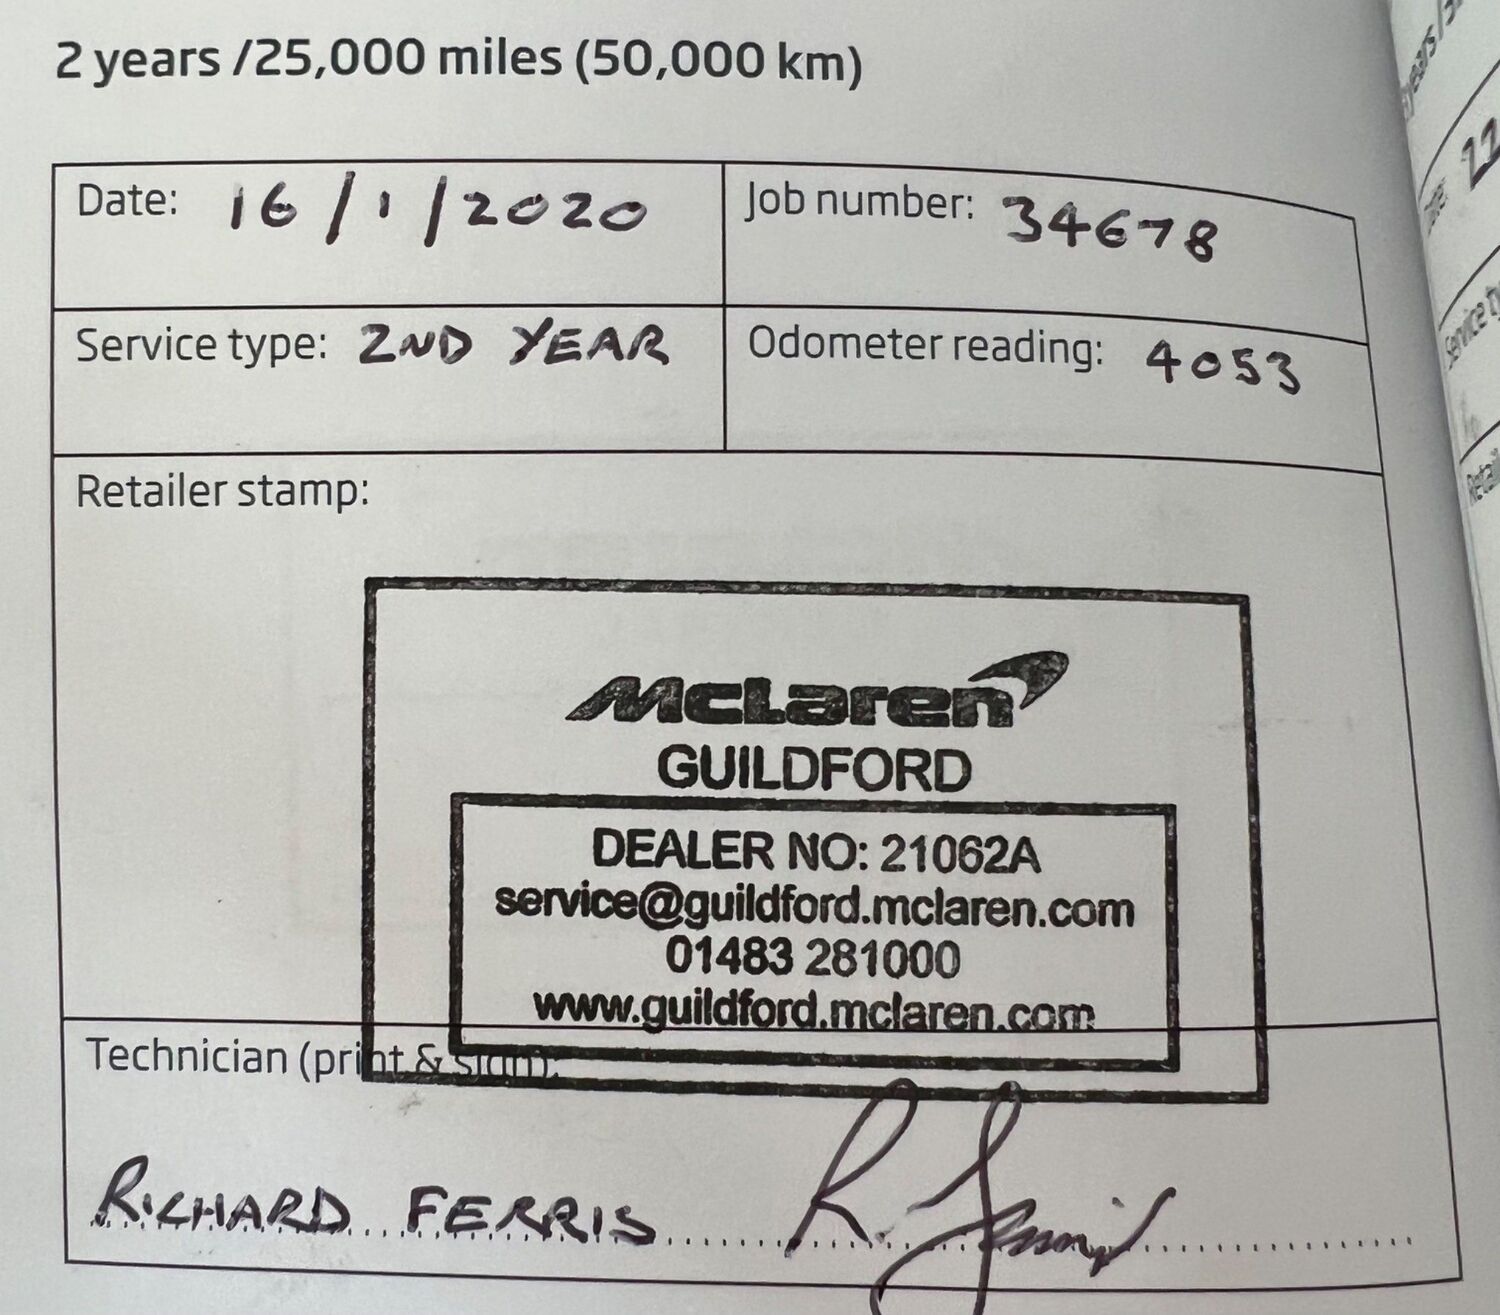 2 years /25,000 miles (50,000 km)
Date: 16/1/2020
Job number: 34678
Service type: 2ND YEAR
Odometer reading: 4053
Retailer stamp:
McLaren
GUILDFORD
DEALER NO: 21062A
service@guildford.mclaren.com
01483 281000
www.guildford.mclaren.com
Technician (print & sign):
RICHARD FERRIS